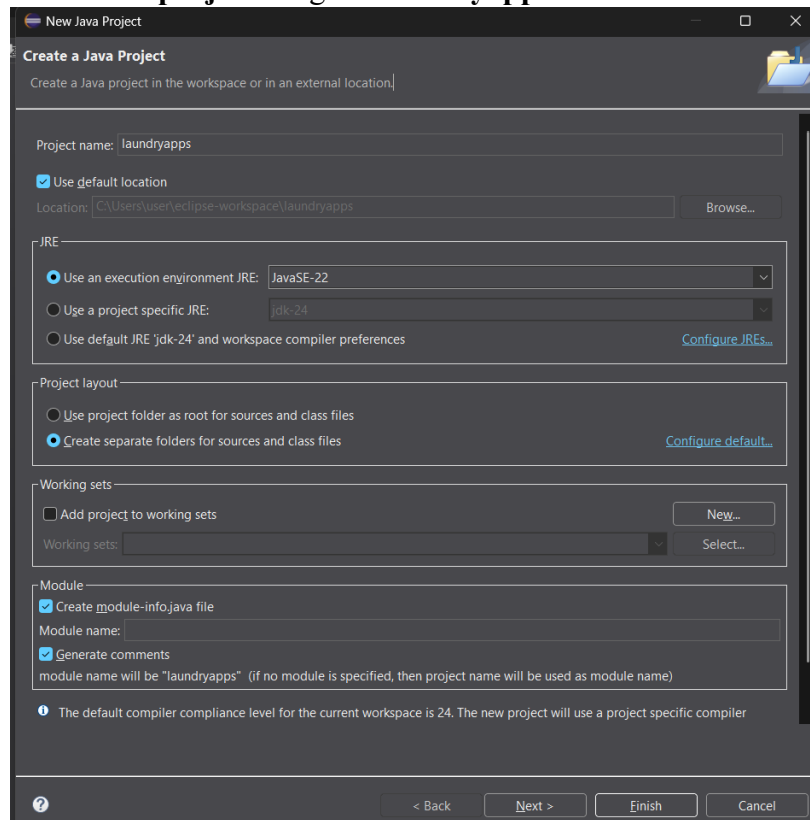 New Java Project
Create a Java Project
Create a Java project in the workspace or in an external location.
Project name: laundryapps
Use default location
Location: C:\Users\user\eclipse-workspace\laundryapps Browse...
JRE
Use an execution environment JRE: JavaSE-22
Use a project specific JRE: jdk-24
Use default JRE 'jdk-24' and workspace compiler preferences Configure JREs...
Project layout
Use project folder as root for sources and class files
Create separate folders for sources and class files Configure default...
Working sets
Add project to working sets New...
Working sets: Select...
Module
Create module-info.java file
Module name:
Generate comments
module name will be "laundryapps" (if no module is specified, then project name will be used as module name)
The default compiler compliance level for the current workspace is 24. The new project will use a project specific compiler
? < Back Next > Finish Cancel